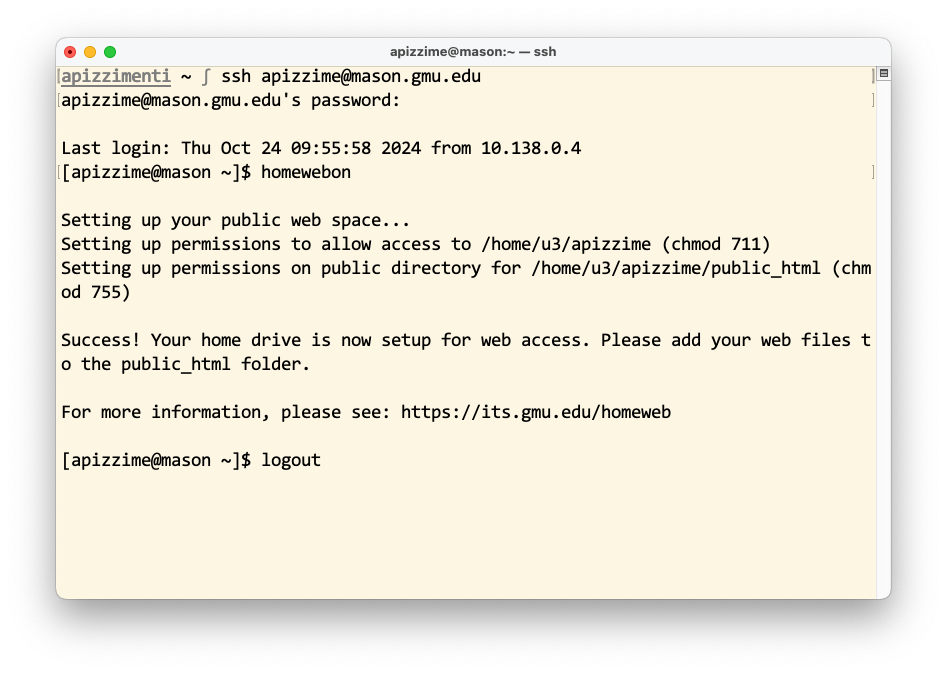 apizzime@mason:~ — ssh
apizzimenti ~ ∫ ssh apizzime@mason.gmu.edu
apizzime@mason.gmu.edu's password:
Last login: Thu Oct 24 09:55:58 2024 from 10.138.0.4
[apizzime@mason ~]$ homewebon
Setting up your public web space...
Setting up permissions to allow access to /home/u3/apizzime (chmod 711)
Setting up permissions on public directory for /home/u3/apizzime/public_html (chm
od 755)
Success! Your home drive is now setup for web access. Please add your web files t
o the public_html folder.
For more information, please see: https://its.gmu.edu/homeweb
[apizzime@mason ~]$ logout